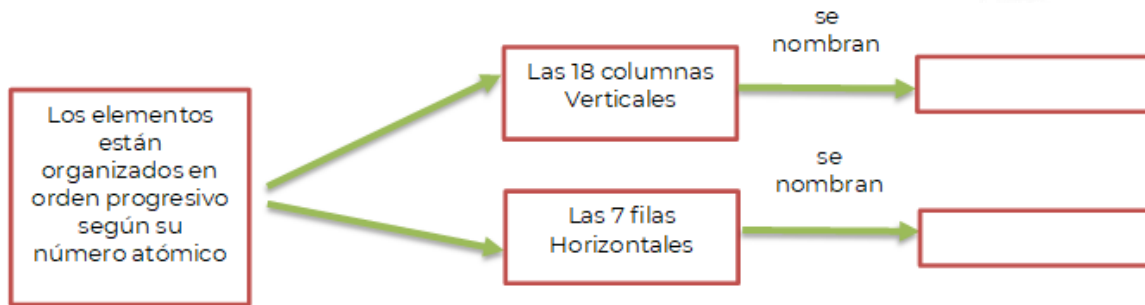 Los elementos
están
organizados en
orden progresivo
según su
número atómico
Las 18 columnas
Verticales
se
nombran
Las 7 filas
Horizontales
se
nombran